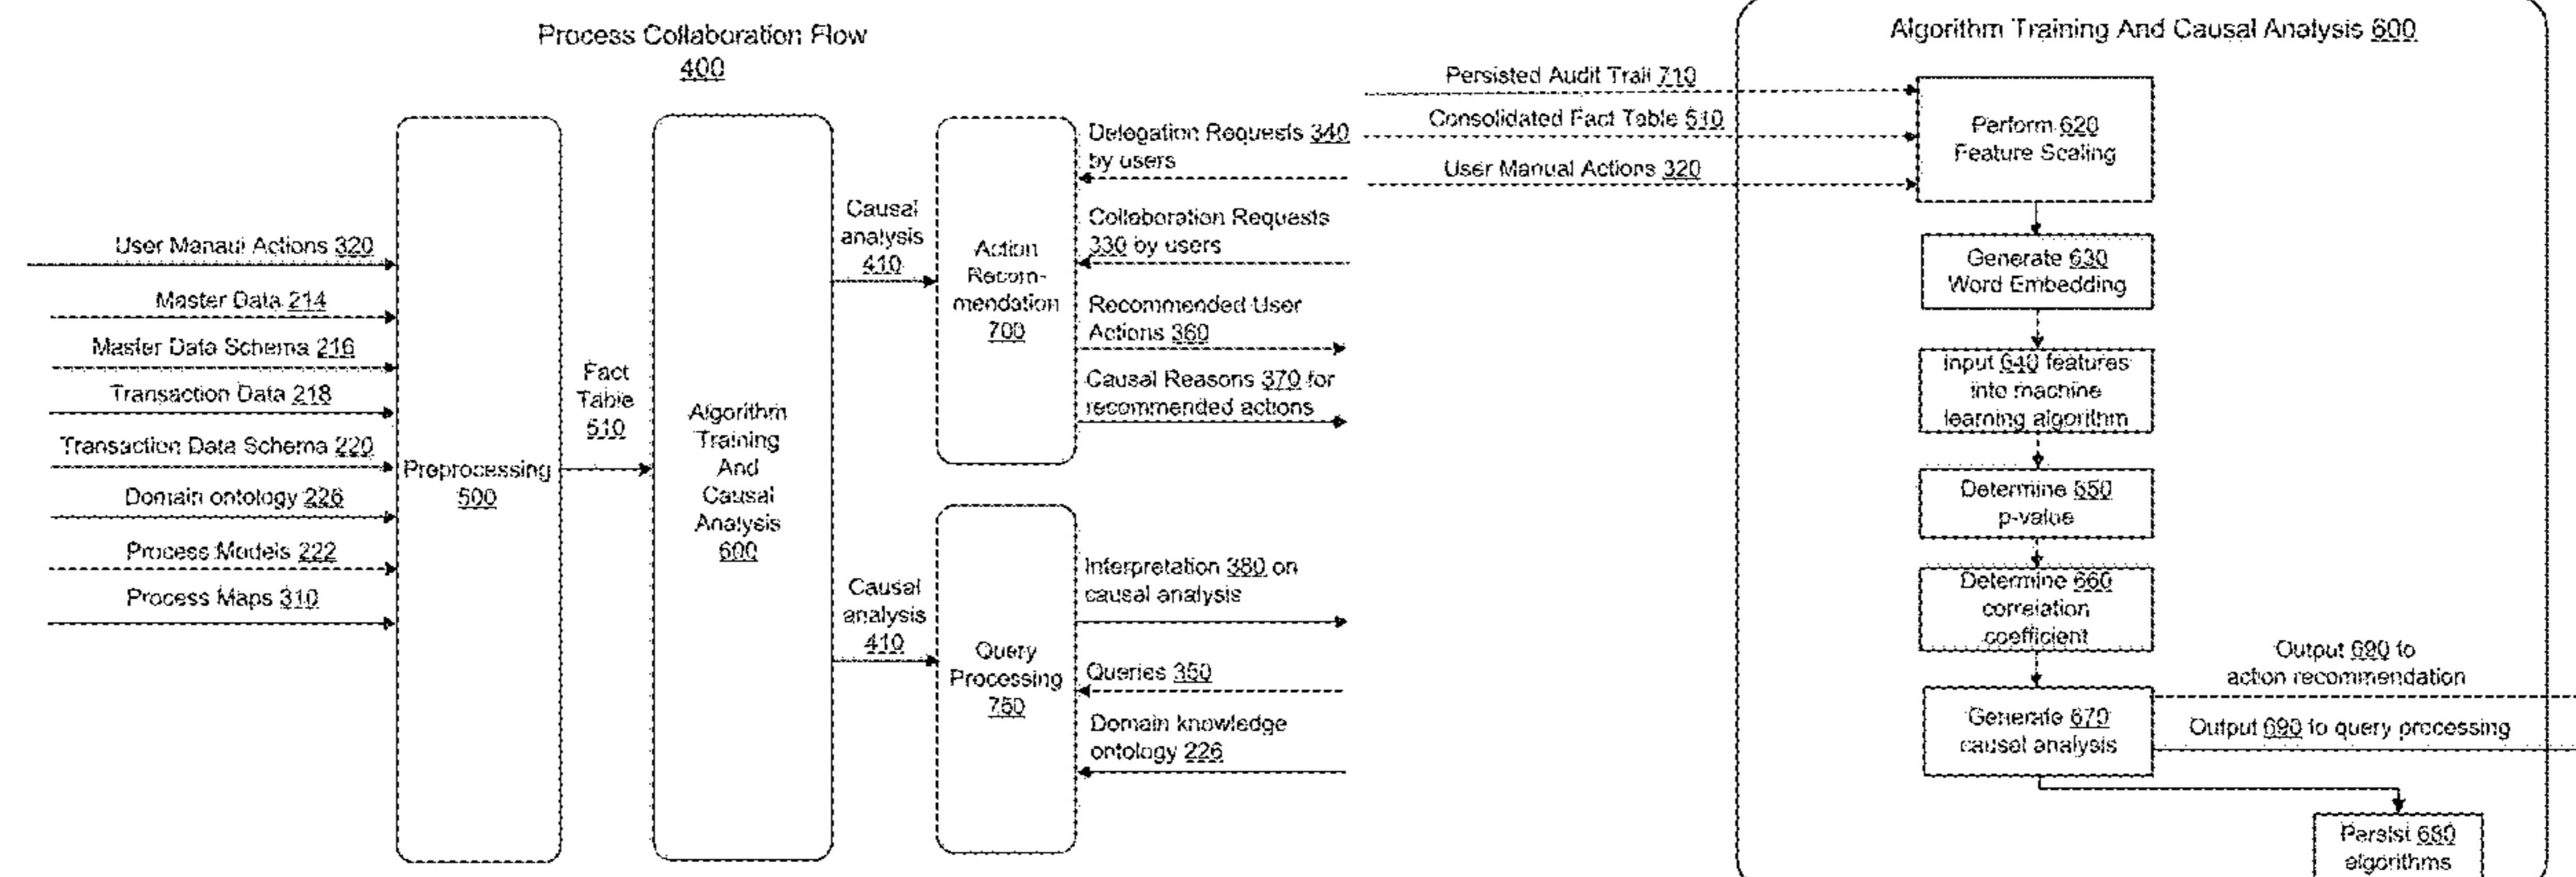 Process Collaboration Flow
400
User Manaul Actions 320
Master Data 214
Master Data Schema 216
Transaction Data 218
Transaction Data Schema 220
Domain ontology 226
Process Models 222
Process Maps 310
Preprocessing
500
Fact
Table
510
Algorithm
Training
And
Causal
Analysis
600
Causal
analysis
410
Causal
analysis
410
Action
Recom-
mendation
700
Delegation Requests 340
by users
Collaboration Requests
330 by users
Recommended User
Actions 360
Causal Reasons 370 for
recommended actions
Query
Processing
750
Interpretation 380 on
causal analysis
Queries 350
Domain knowledge
ontology 226
Algorithm Training And Causal Analysis 600
Persisted Audit Trail 710
Consolidated Fact Table 510
User Manual Actions 320
Perform 620
Feature Scaling
Generate 630
Word Embedding
Input 640 features
into machine
learning algorithm
Determine 650
p-value
Determine 660
correlation
coefficient
Generate 670
causal analysis
Output 690 to
action recommendation
Output 690 to query processing
Persist 680
algorithms